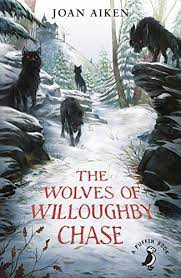 JOAN AIKEN
THE
WOLVES OF
WILLOUGHBY
CHASE
A PUFFIN BOOK